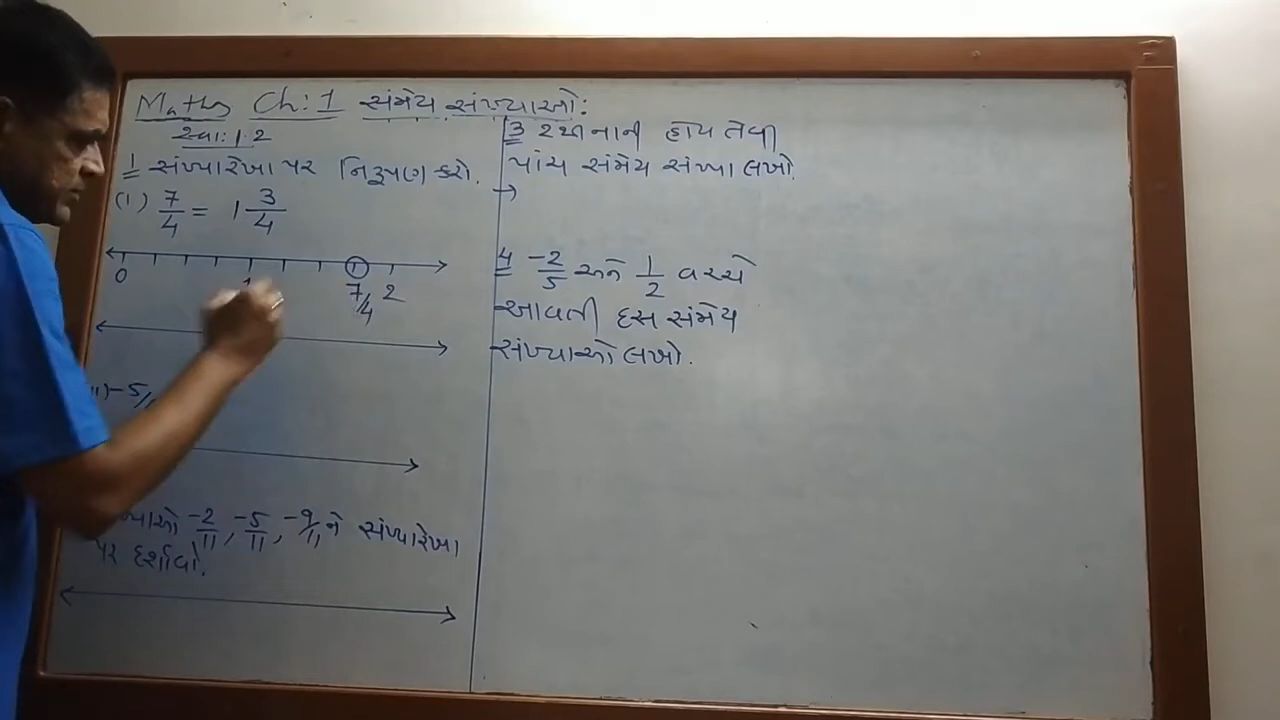 Maths Ch:1 સંમેય સંખ્યાઓ:
સ્વા:1.2
1 સંખ્યારેખા પર નિરૂપણ કરો.
(1) 7/4 = 1 3/4
0 1 7/4 2
-5/
-2/11, -5/11, -9/11 ને સંખ્યારેખા
પર દર્શાવો.
3 2થી નાની હોય તેવી
પાંચ સંમેય સંખ્યા લખો.
→
4 -2/5 અને 1/2 વચ્ચે
આવતી દસ સંમેય
સંખ્યાઓ લખો.